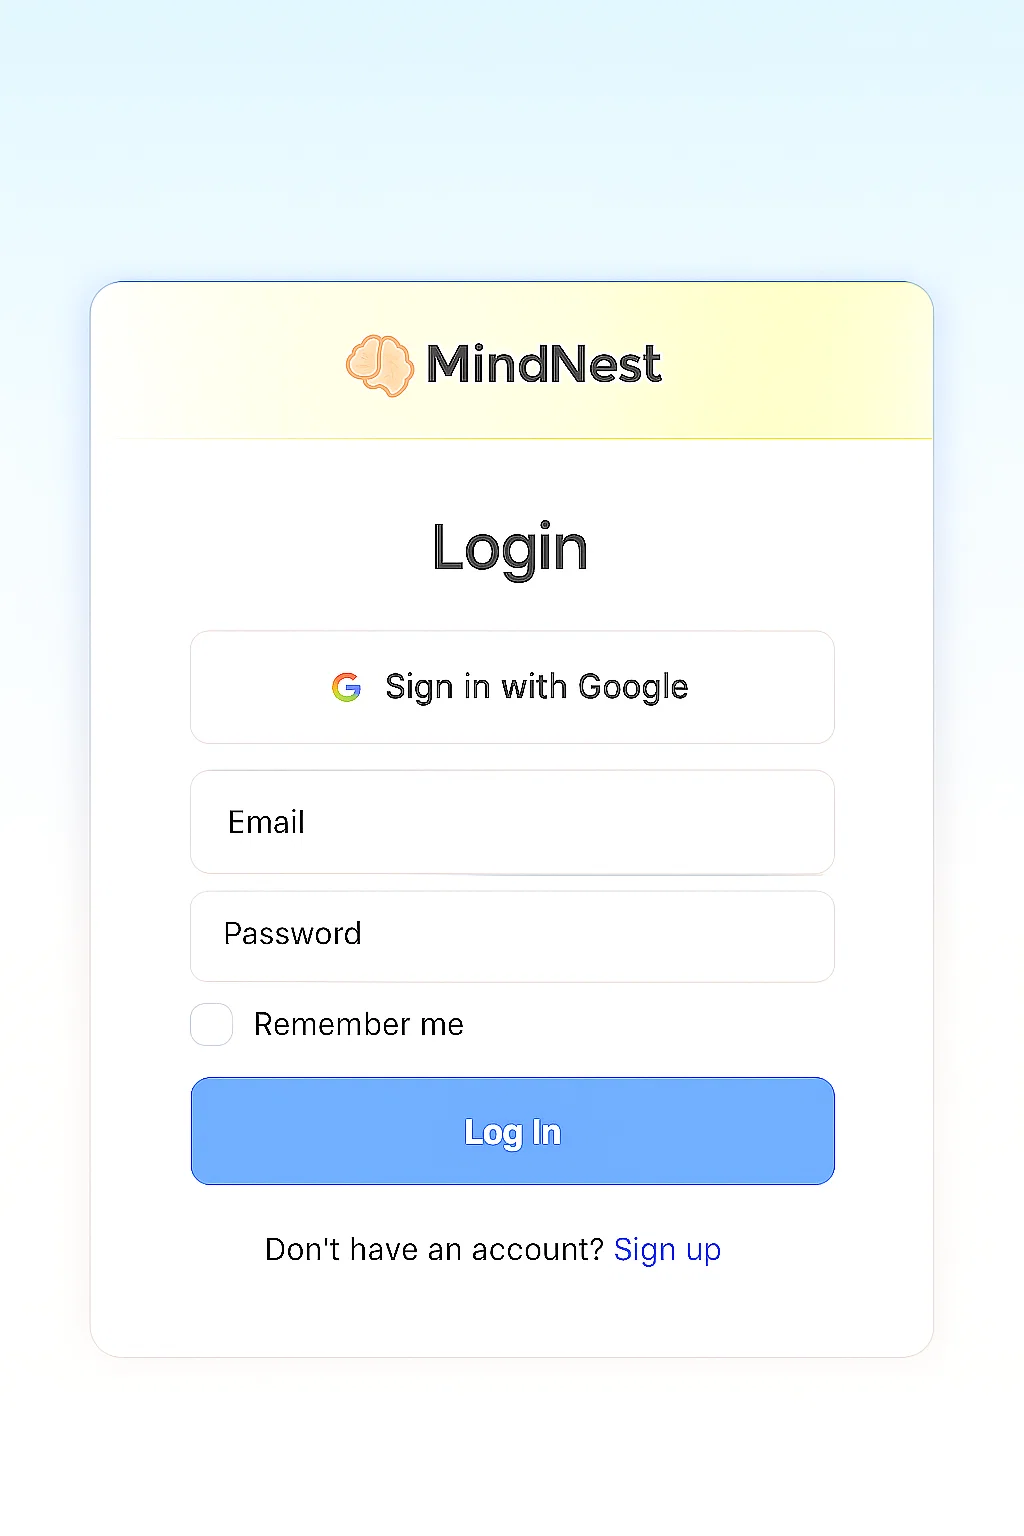 MindNest
Login
Sign in with Google
Email
Password
Remember me
Log In
Don't have an account? Sign up